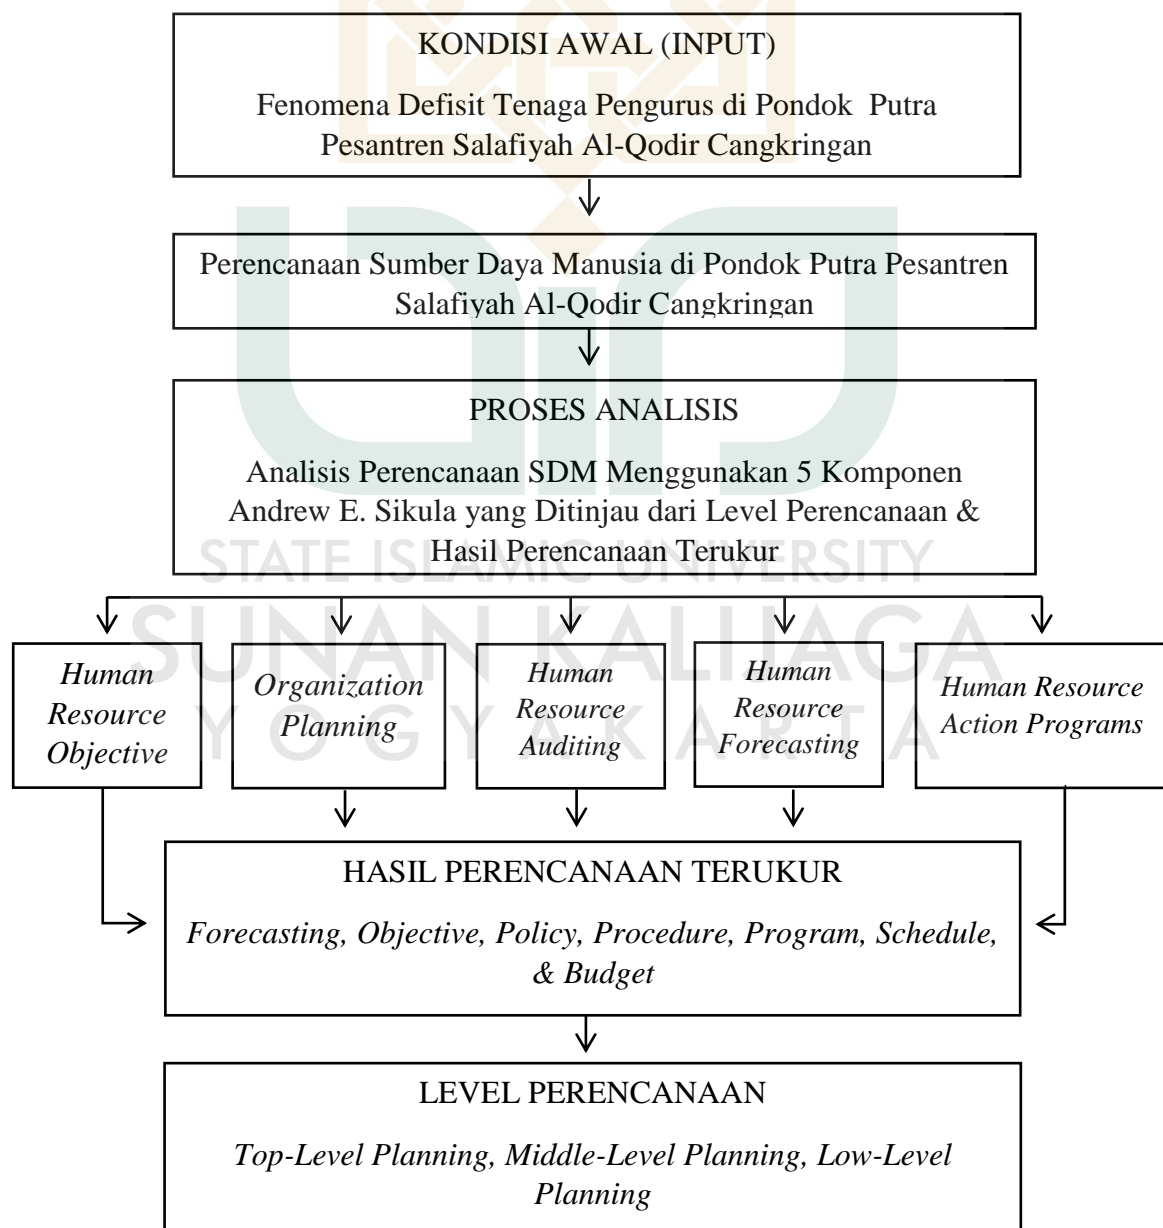 KONDISI AWAL (INPUT)
Fenomena Defisit Tenaga Pengurus di Pondok Putra
Pesantren Salafiyah Al-Qodir Cangkringan
Perencanaan Sumber Daya Manusia di Pondok Putra Pesantren
Salafiyah Al-Qodir Cangkringan
PROSES ANALISIS
Analisis Perencanaan SDM Menggunakan 5 Komponen
Andrew E. Sikula yang Ditinjau dari Level Perencanaan &
Hasil Perencanaan Terukur
STATE ISLAMIC UNIVERSITY
SUNAN KALIJAGA
YOGYAKARTA
Human
Resource
Objective
Organization
Planning
Human
Resource
Auditing
Human
Resource
Forecasting
Human Resource
Action Programs
HASIL PERENCANAAN TERUKUR
Forecasting, Objective, Policy, Procedure, Program, Schedule,
& Budget
LEVEL PERENCANAAN
Top-Level Planning, Middle-Level Planning, Low-Level
Planning